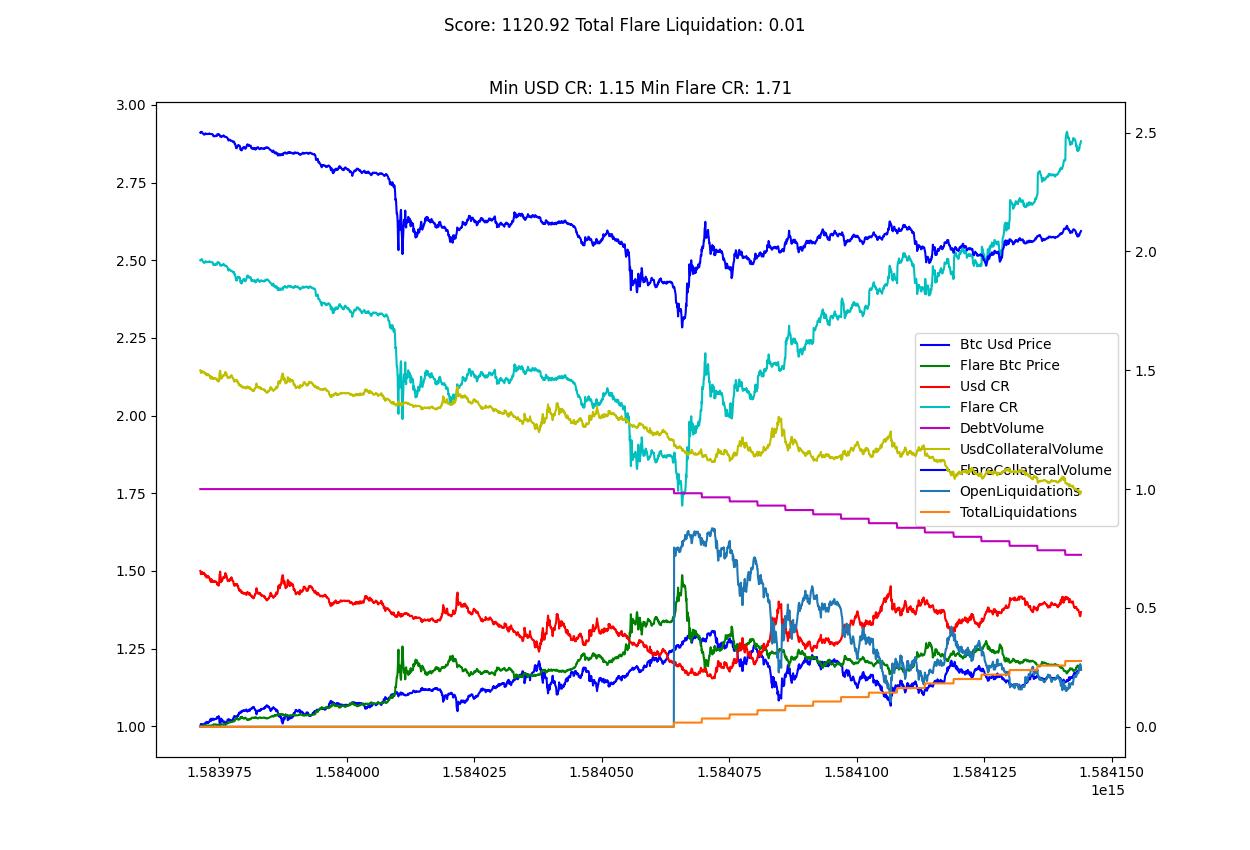 Score: 1120.92 Total Flare Liquidation: 0.01
Min USD CR: 1.15 Min Flare CR: 1.71
3.00
2.75
2.50
2.25
2.00
1.75
1.50
1.25
1.00
2.5
2.0
1.5
1.0
0.5
0.0
Btc Usd Price
Flare Btc Price
Usd CR
Flare CR
DebtVolume
UsdCollateralVolume
FlareCollateralVolume
OpenLiquidations
TotalLiquidations
1.583975 1.584000 1.584025 1.584050 1.584075 1.584100 1.584125 1.584150
1e15